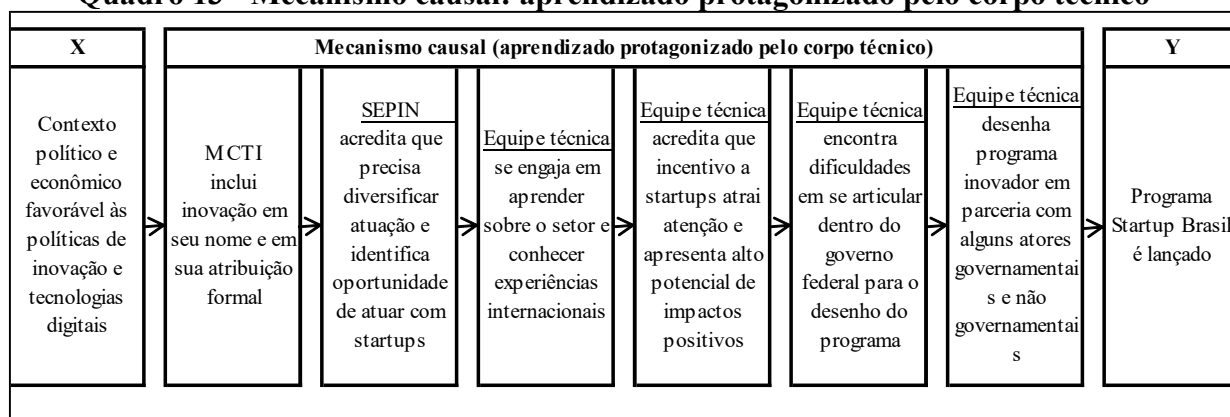 Quadro 13 - Mecanismo causal: aprendizado protagonizado pelo corpo técnico
X
Mecanismo causal (aprendizado protagonizado pelo corpo técnico)
Y
Contexto
político e
econômico
favorável às
políticas de
inovação e
tecnologias
digitais
MCTI
inclui
inovação em
seu nome e em
sua atribuição
formal
SEPIN
acredita que
precisa
diversificar
atuação e
identifica
oportunidade
de atuar com
startups
Equipe técnica
se engaja em
aprender
sobre o setor e
conhecer
experiências
internacionais
Equipe técnica
acredita que
incentivo a
startups atrai
atenção e
apresenta alto
potencial de
impactos
positivos
Equipe técnica
encontra
dificuldades
em se articular
dentro do
governo
federal para o
desenho do
programa
Equipe técnica
desenha
programa
inovador em
parceria com
alguns atores
governamentai
s e não
governamentai
s
Programa
Startup Brasil
é lançado